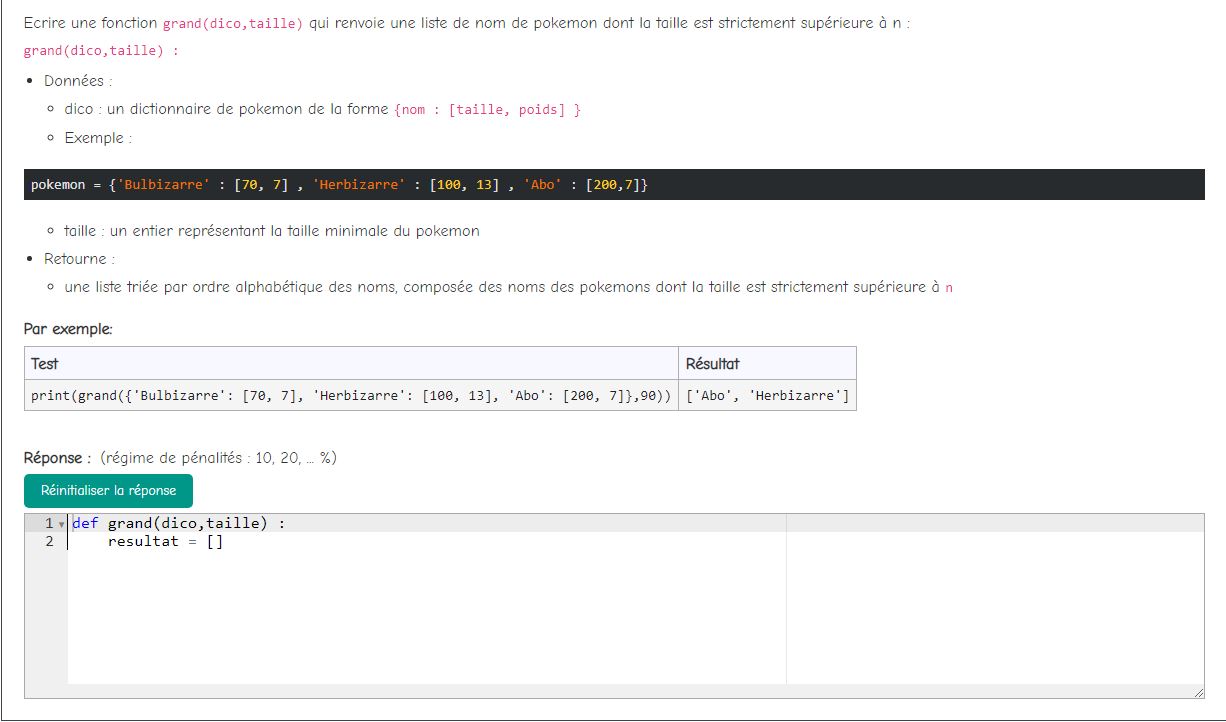 Ecrire une fonction grand(dico,taille) qui renvoie une liste de nom de pokemon dont la taille est strictement supérieure à n :
grand(dico,taille) :
Données :
dico : un dictionnaire de pokemon de la forme {nom : [taille, poids] }
Exemple :
pokemon = {'Bulbizarre' : [70, 7] , 'Herbizarre' : [100, 13] , 'Abo' : [200,7]}
taille : un entier représentant la taille minimale du pokemon
Retourne :
une liste triée par ordre alphabétique des noms, composée des noms des pokemons dont la taille est strictement supérieure à n
Par exemple:
Test Résultat
print(grand({'Bulbizarre': [70, 7], 'Herbizarre': [100, 13], 'Abo': [200, 7]},90)) ['Abo', 'Herbizarre']
Réponse : (régime de pénalités : 10, 20, ... %)
Réinitialiser la réponse
1 def grand(dico,taille) :
2 resultat = []